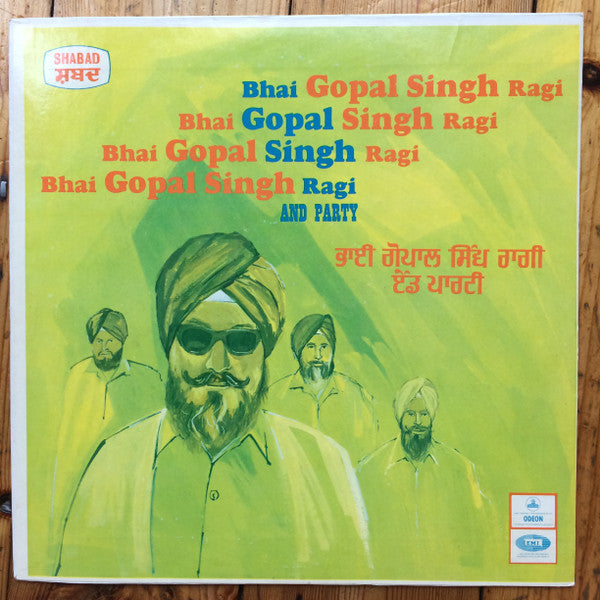 SHABAD
ਸ਼ਬਦ
Bhai Gopal Singh Ragi
Bhai Gopal Singh Ragi
Bhai Gopal Singh Ragi
Bhai Gopal Singh Ragi
AND PARTY
ਭਾਈ ਗੋਪਾਲ ਸਿੰਘ ਰਾਗੀ
ਏਂਡ ਪਾਰਟੀ
ODEON
EMI